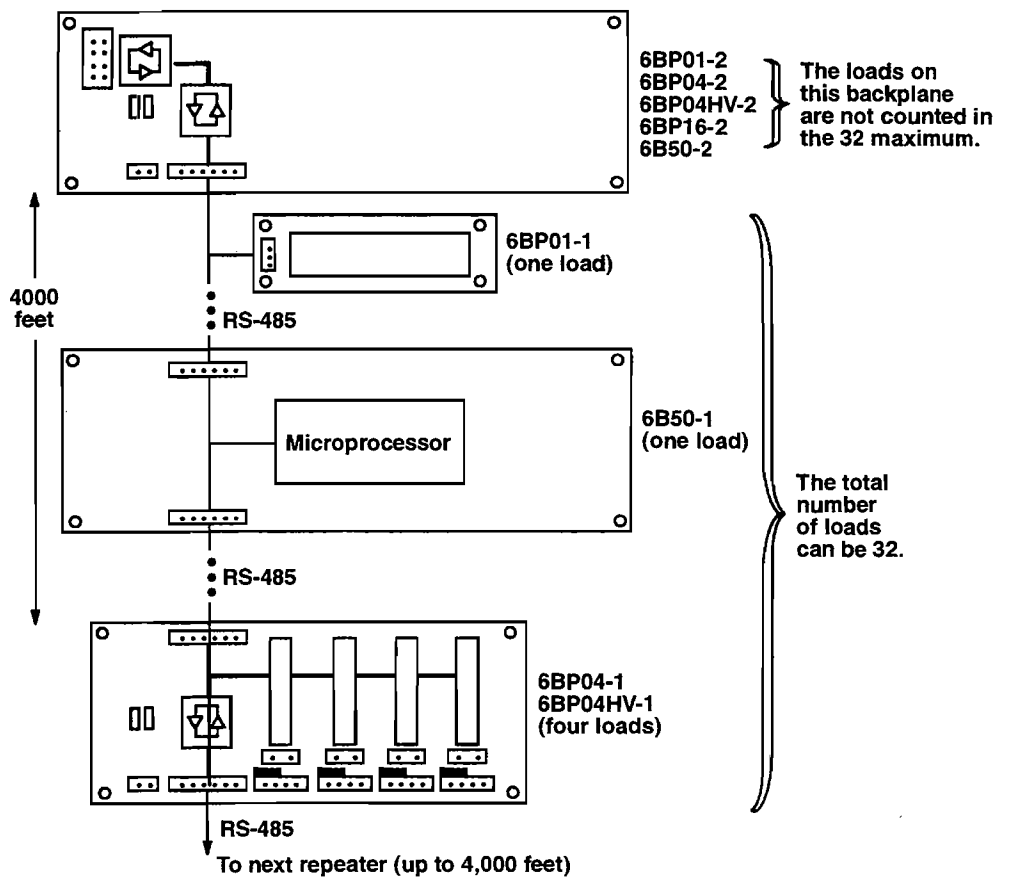 6BP01-2
6BP04-2
6BP04HV-2
6BP16-2
6B50-2
The loads on
this backplane
are not counted in
the 32 maximum.
6BP01-1
(one load)
4000
feet
RS-485
Microprocessor
6B50-1
(one load)
The total
number
of loads
can be 32.
RS-485
6BP04-1
6BP04HV-1
(four loads)
RS-485
To next repeater (up to 4,000 feet)